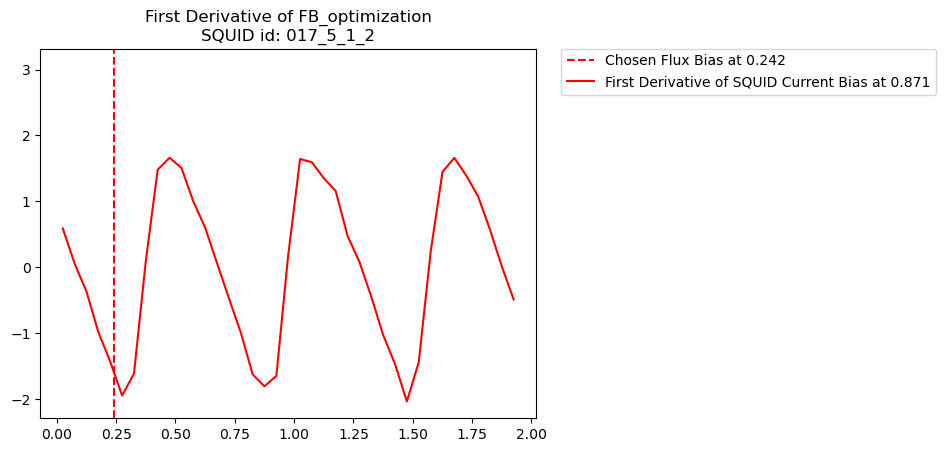 First Derivative of FB_optimization
SQUID id: 017_5_1_2
Chosen Flux Bias at 0.242
First Derivative of SQUID Current Bias at 0.871
3
2
1
0
−1
−2
0.00 0.25 0.50 0.75 1.00 1.25 1.50 1.75 2.00